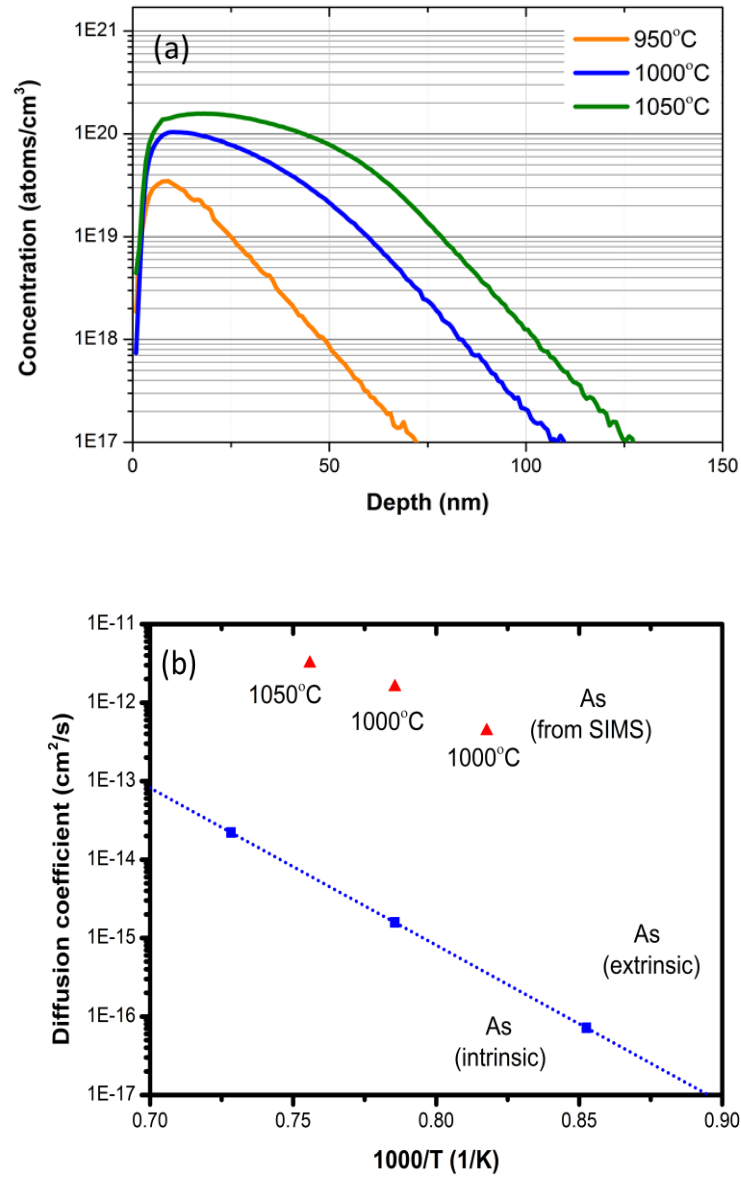 (a)
950°C
1000°C
1050°C
1E21
1E20
1E19
1E18
1E17
Concentration (atoms/cm³)
0
50
100
150
Depth (nm)
(b)
1E-11
1E-12
1E-13
1E-14
1E-15
1E-16
1E-17
Diffusion coefficient (cm²/s)
1050°C
1000°C
1000°C
As
(from SIMS)
As
(extrinsic)
As
(intrinsic)
0.70
0.75
0.80
0.85
0.90
1000/T (1/K)